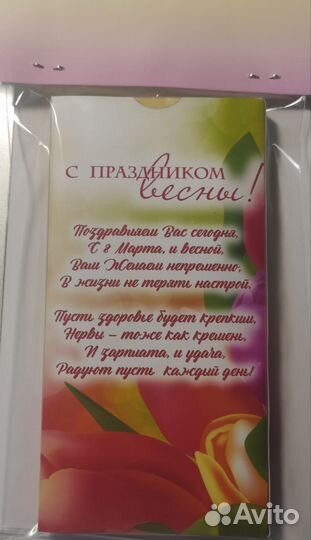 С ПРАЗДНИКОМ
весны!
Поздравляем Вас сегодня,
С 8 Марта, и весной,
Вам Желаем непременно,
В жизни не терять настрой.
Пусть здоровье будет крепким,
Нервы – тоже как кремень,
И зарплата, и удача,
Радуют пусть каждый день!
Avito